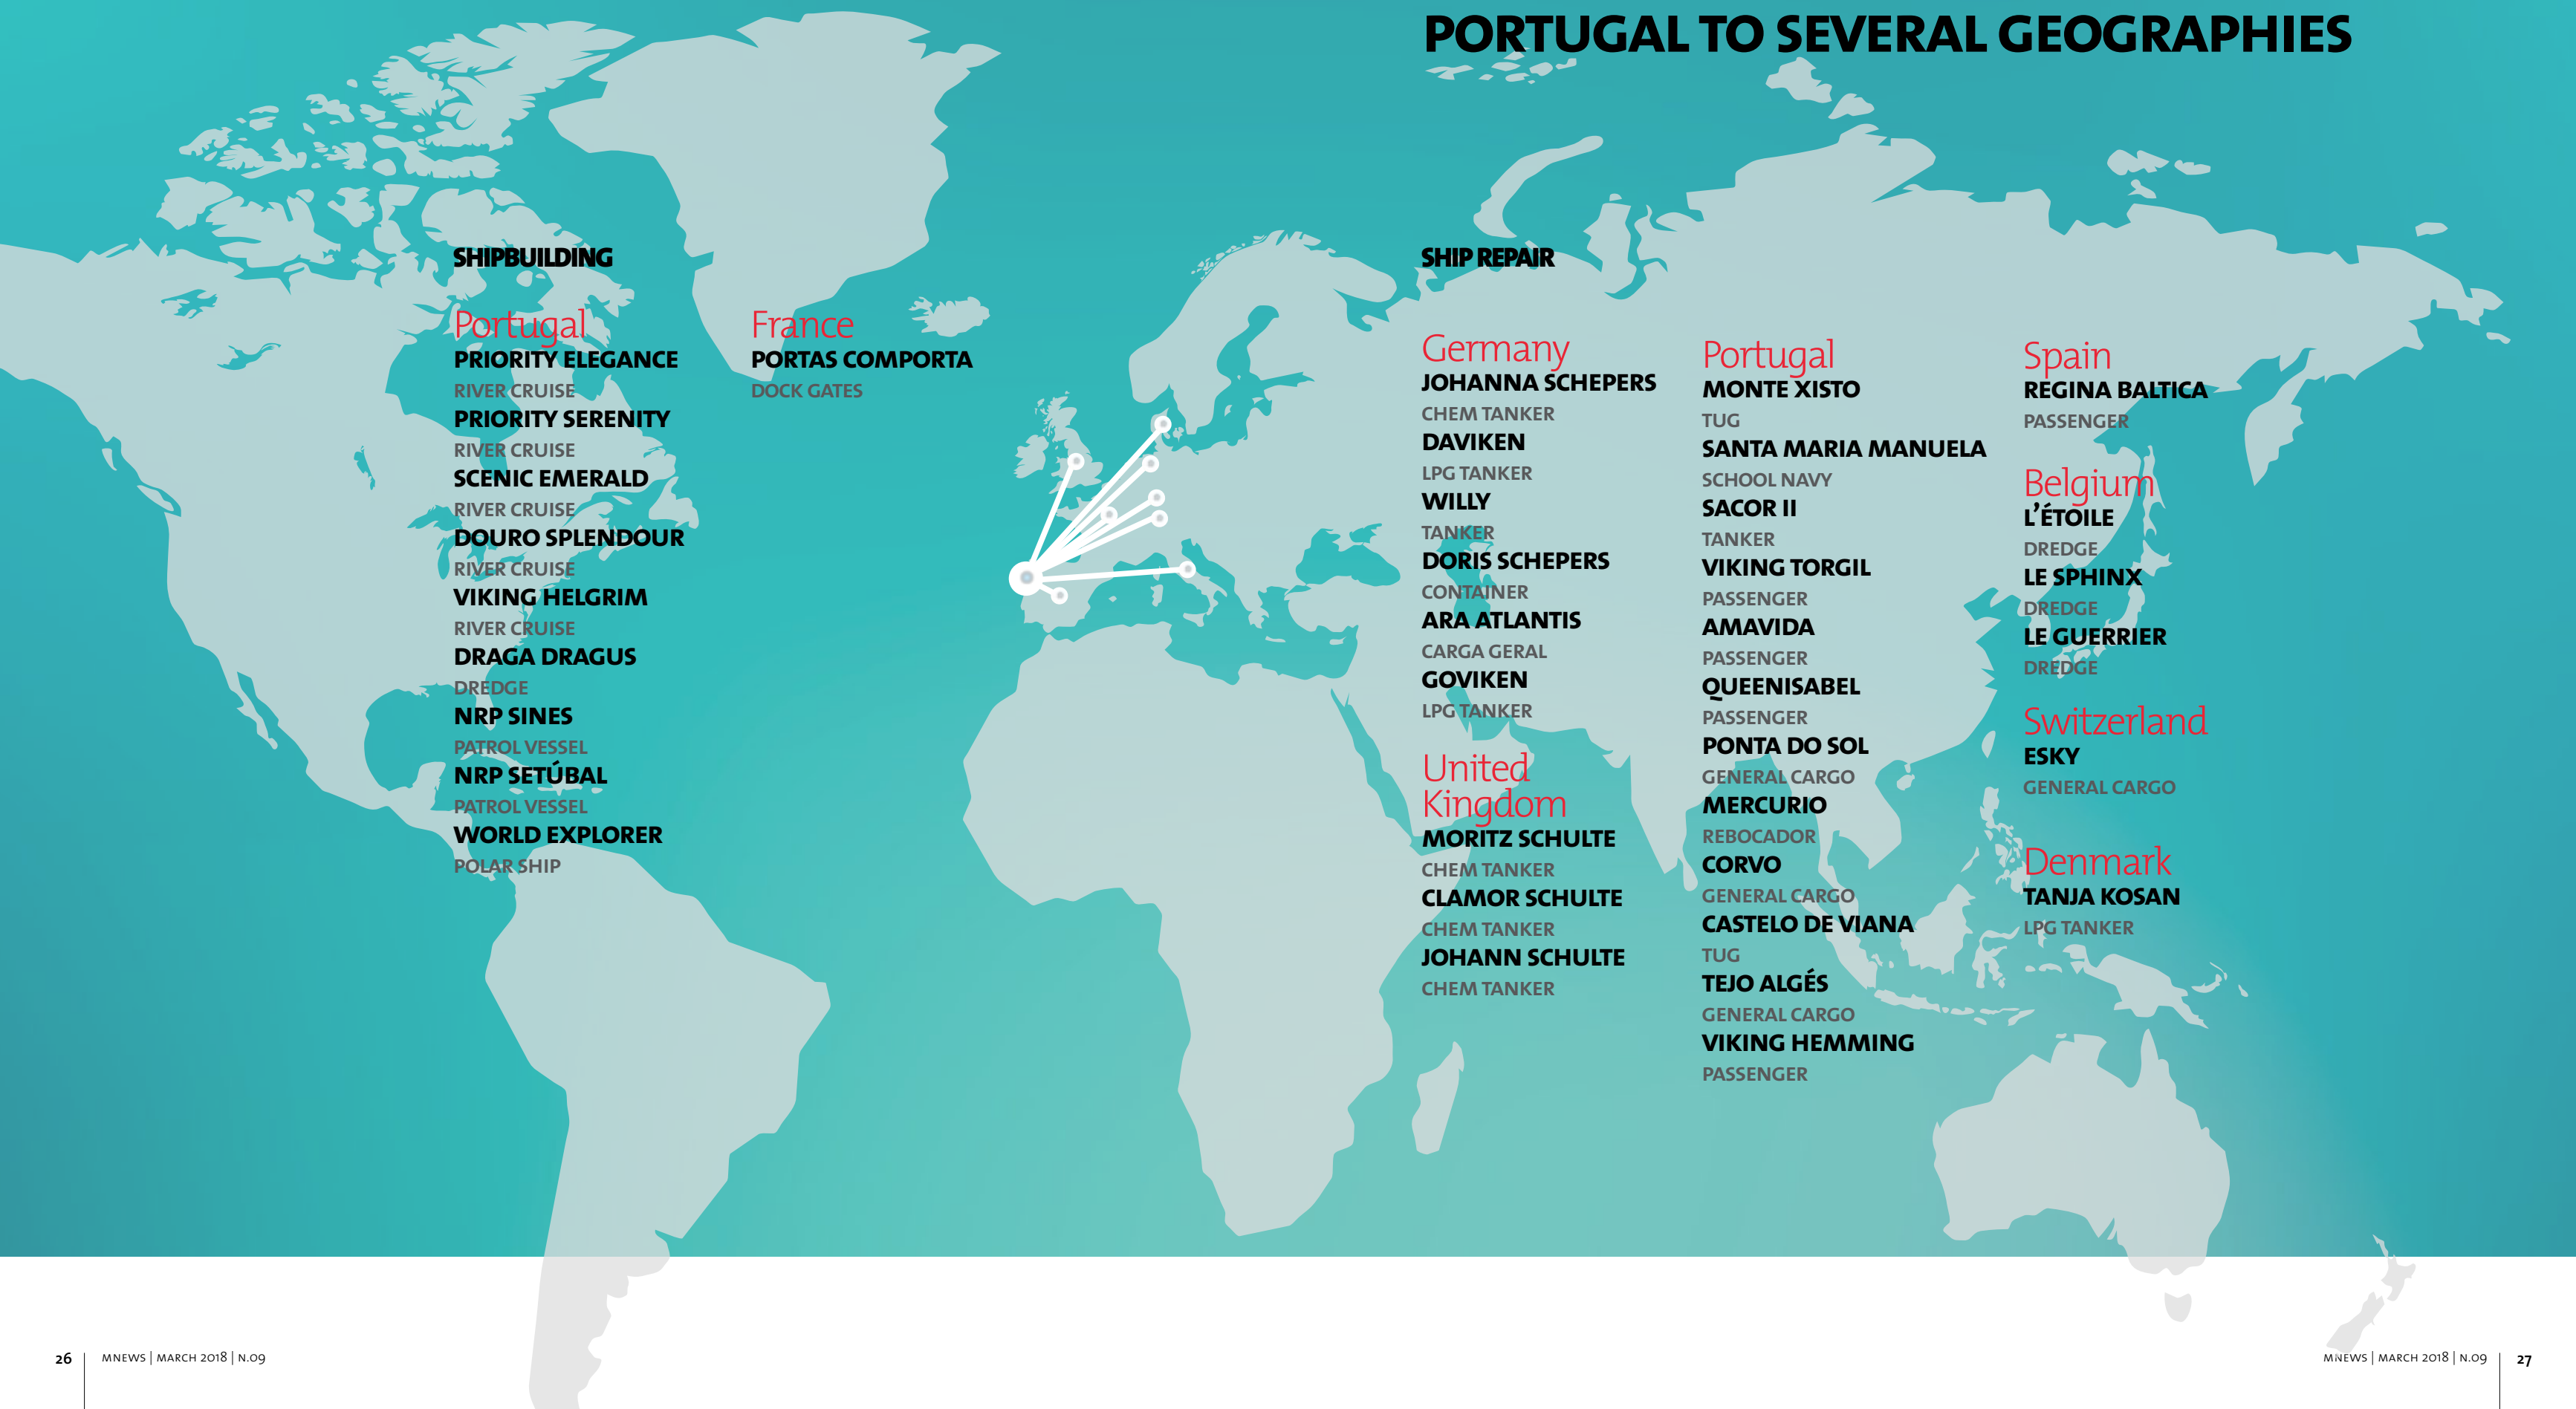 PORTUGAL TO SEVERAL GEOGRAPHIES
SHIPBUILDING
Portugal
PRIORITY ELEGANCE
RIVER CRUISE
PRIORITY SERENITY
RIVER CRUISE
SCENIC EMERALD
RIVER CRUISE
DOURO SPLENDOUR
RIVER CRUISE
VIKING HELGRIM
RIVER CRUISE
DRAGA DRAGUS
DREDGE
NRP SINES
PATROL VESSEL
NRP SETÚBAL
PATROL VESSEL
WORLD EXPLORER
POLAR SHIP
France
PORTAS COMPORTA
DOCK GATES
SHIP REPAIR
Germany
JOHANNA SCHEPERS
CHEM TANKER
DAVIKEN
LPG TANKER
WILLY
TANKER
DORIS SCHEPERS
CONTAINER
ARA ATLANTIS
CARGA GERAL
GOVIKEN
LPG TANKER
United
Kingdom
MORITZ SCHULTE
CHEM TANKER
CLAMOR SCHULTE
CHEM TANKER
JOHANN SCHULTE
CHEM TANKER
Portugal
MONTE XISTO
TUG
SANTA MARIA MANUELA
SCHOOL NAVY
SACOR II
TANKER
VIKING TORGIL
PASSENGER
AMAVIDA
PASSENGER
QUEENISABEL
PASSENGER
PONTA DO SOL
GENERAL CARGO
MERCURIO
REBOCADOR
CORVO
GENERAL CARGO
CASTELO DE VIANA
TUG
TEJO ALGÉS
GENERAL CARGO
VIKING HEMMING
PASSENGER
Spain
REGINA BALTICA
PASSENGER
Belgium
L'ÉTOILE
DREDGE
LE SPHINX
DREDGE
LE GUERRIER
DREDGE
Switzerland
ESKY
GENERAL CARGO
Denmark
TANJA KOSAN
LPG TANKER
26 | MNEWS | MARCH 2018 | N.09
MNEWS | MARCH 2018 | N.09 | 27